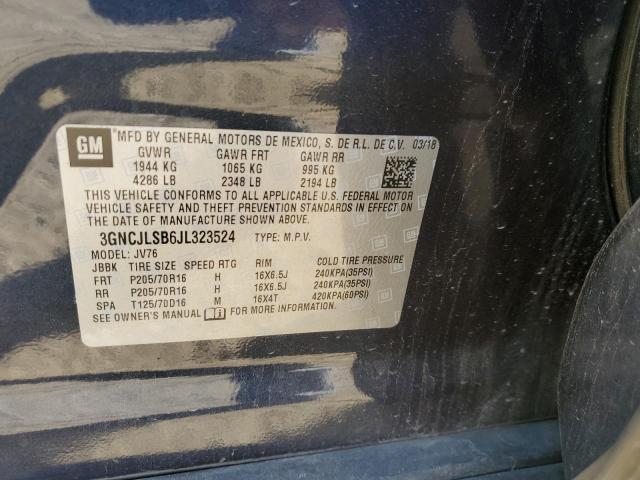 GM MFD BY GENERAL MOTORS DE MEXICO, S. DE R.L. DE C.V. 03/18
GVWR GAWR FRT GAWR RR
1944 KG 1065 KG 995 KG
4286 LB 2348 LB 2194 LB
THIS VEHICLE CONFORMS TO ALL APPLICABLE U.S. FEDERAL MOTOR
VEHICLE SAFETY AND THEFT PREVENTION STANDARDS IN EFFECT ON THE
DATE OF MANUFACTURE SHOWN ABOVE.
3GNCJLSB6JL323524 TYPE: M.P.V.
MODEL: JV76
JBBK TIRE SIZE SPEED RTG RIM COLD TIRE PRESSURE
FRT P205/70R16 H 16X6.5J 240KPA(35PSI)
RR P205/70R16 H 16X6.5J 240KPA(35PSI)
SPA T125/70D16 M 16X4T 420KPA(60PSI)
SEE OWNER'S MANUAL FOR MORE INFORMATION.